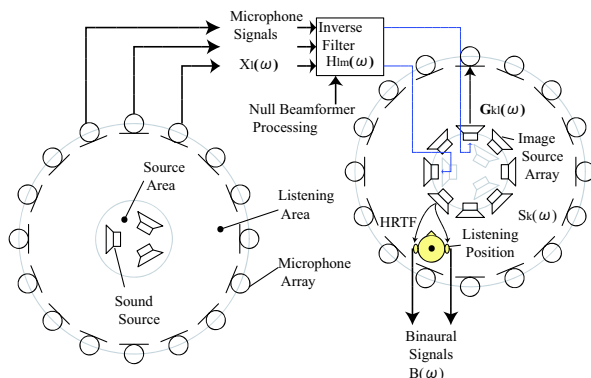 Microphone
Signals
Xl(ω)
Inverse
Filter
Hlm(ω)
Null Beamformer
Processing
Gkl(ω)
Image
Source
Array
Sk(ω)
Source
Area
Listening
Area
Microphone
Array
Sound
Source
HRTF
Listening
Position
Binaural
Signals
B(ω)